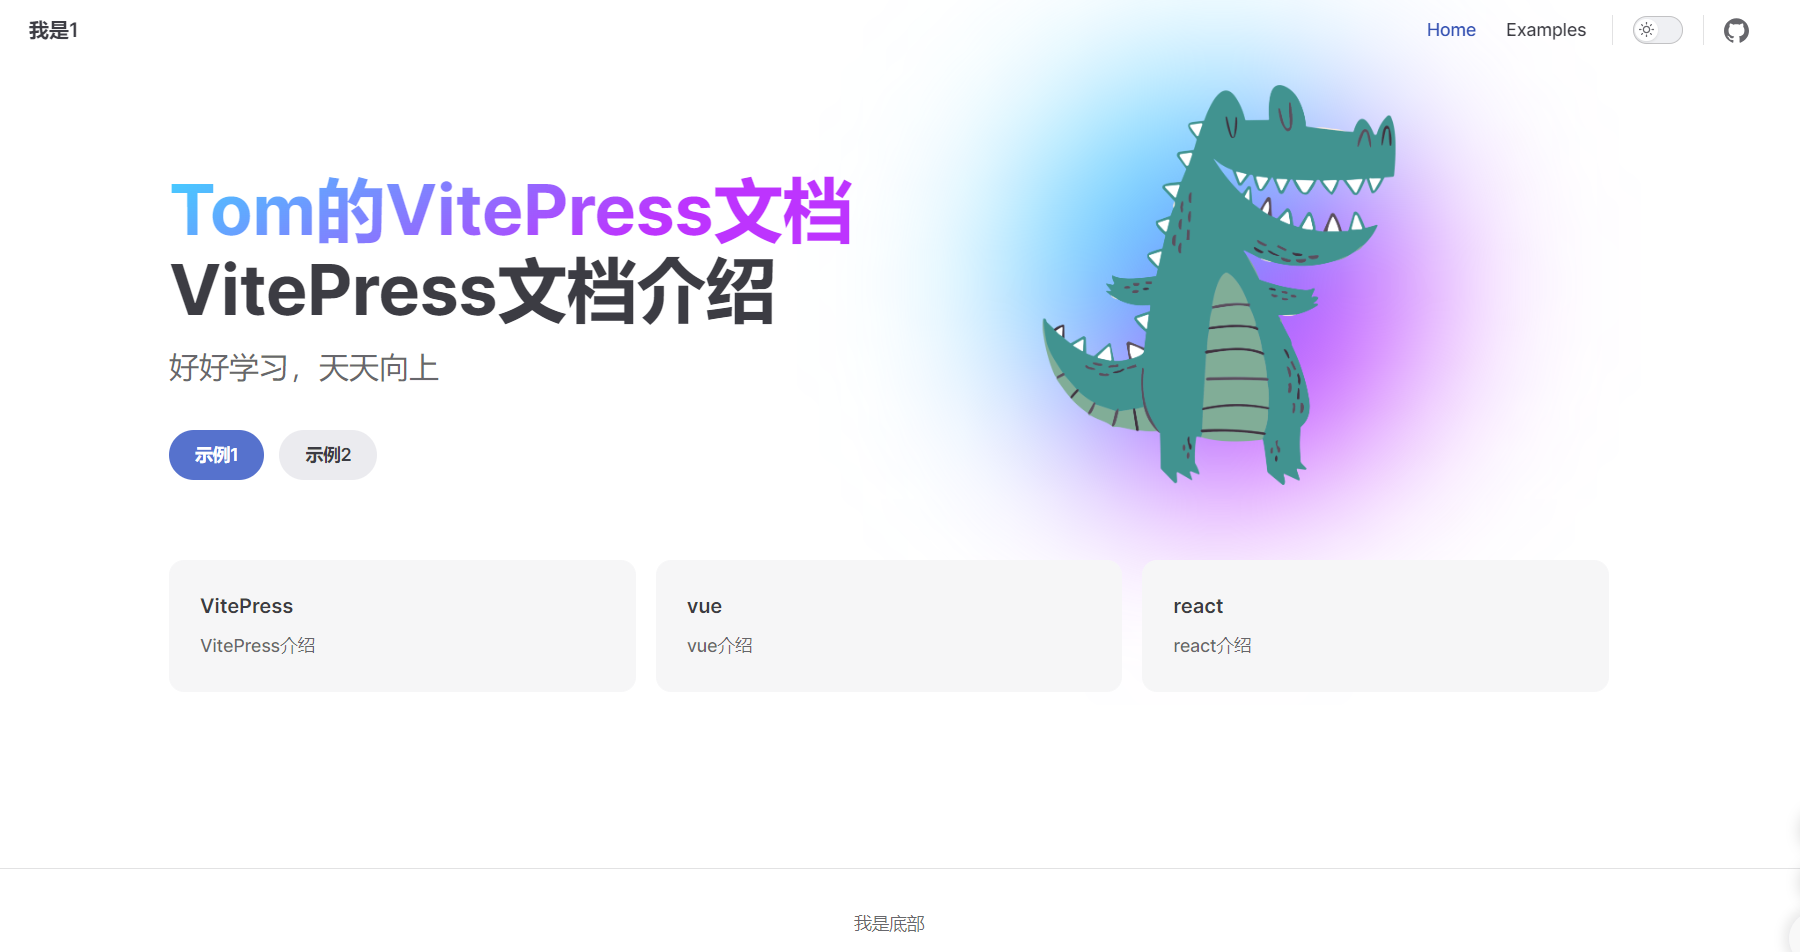 我是1
Home
Examples
Tom的VitePress文档
VitePress文档介绍
好好学习，天天向上
示例1
示例2
VitePress
VitePress介绍
vue
vue介绍
react
react介绍
我是底部